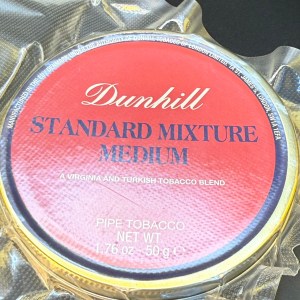 Dunhill
STANDARD MIXTURE
MEDIUM
A VIRGINIA AND TURKISH TOBACCO BLEND
PIPE TOBACCO
NET WT
1.76 oz - 50 g e